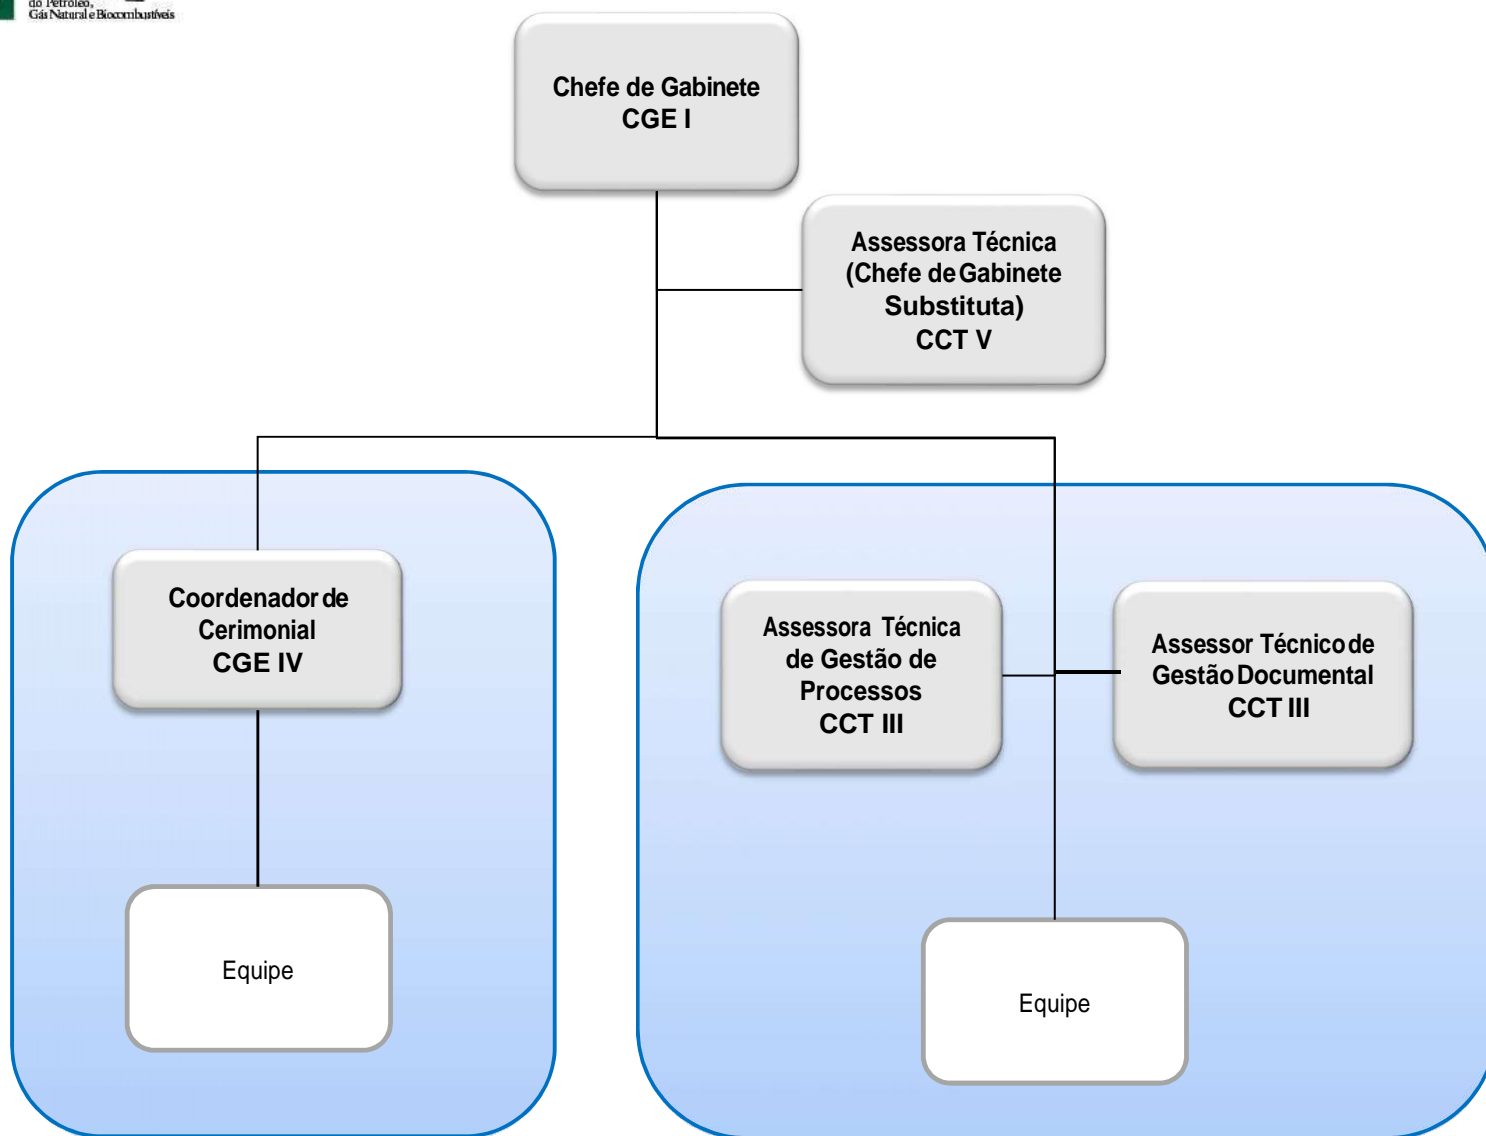 do Petróleo,
Gás Natural e Biocombustíveis
Chefe de Gabinete
CGE I
Assessora Técnica
(Chefe de Gabinete
Substituta)
CCT V
Coordenador de
Cerimonial
CGE IV
Assessora Técnica
de Gestão de
Processos
CCT III
Assessor Técnico de
Gestão Documental
CCT III
Equipe
Equipe